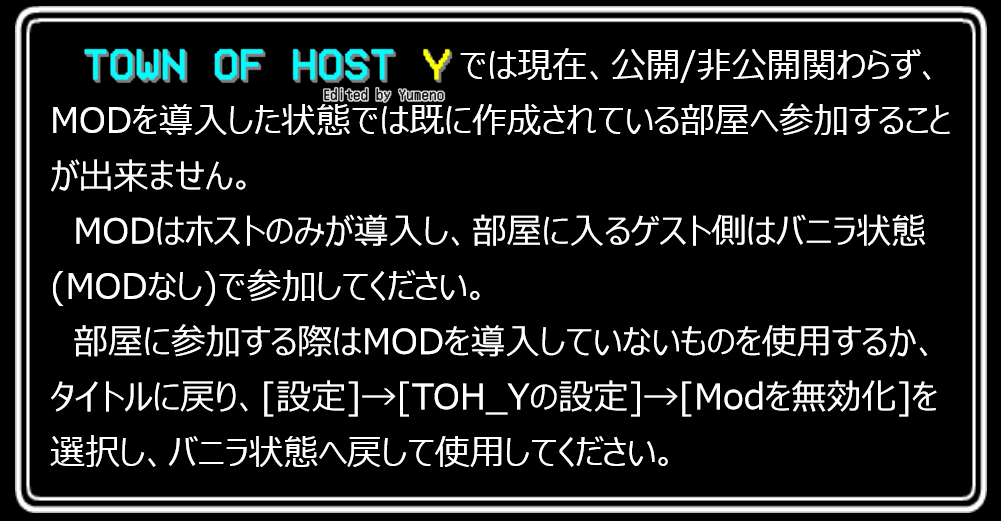 TOWN OF HOST Yでは現在、公開/非公開関わらず、
Edited by Yumeno
MODを導入した状態では既に作成されている部屋へ参加すること
が出来ません。
MODはホストのみが導入し、部屋に入るゲスト側はバニラ状態
(MODなし)で参加してください。
部屋に参加する際はMODを導入していないものを使用するか、
タイトルに戻り、[設定]→[TOH_Yの設定]→[Modを無効化]を
選択し、バニラ状態へ戻して使用してください。